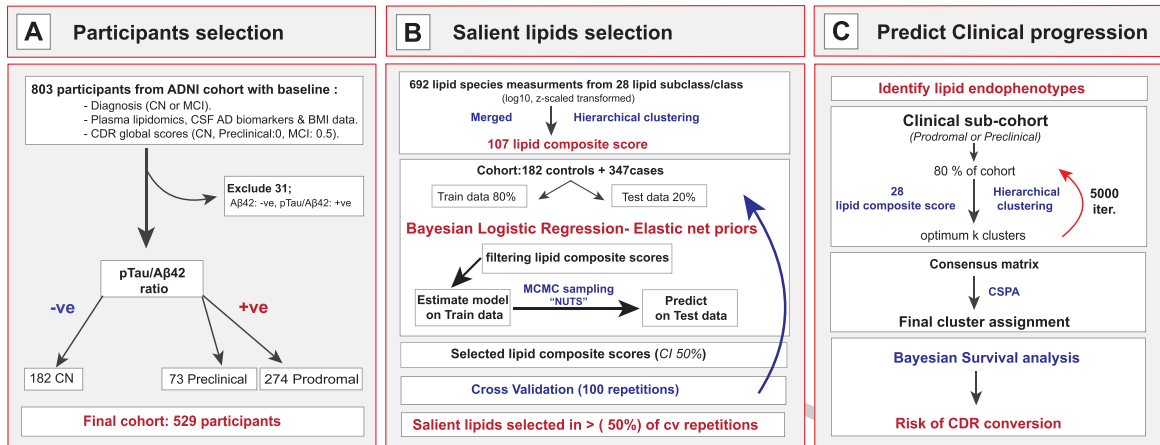 A
Participants selection
803 participants from ADNI cohort with baseline :
- Diagnosis (CN or MCI).
- Plasma lipidomics, CSF AD biomarkers & BMI data.
- CDR global scores (CN, Preclinical:0, MCI: 0.5).
Exclude 31;
Aβ42: -ve, pTau/Aβ42: +ve
pTau/Aβ42
ratio
-ve
+ve
182 CN
73 Preclinical
274 Prodromal
Final cohort: 529 participants
B
Salient lipids selection
692 lipid species measurments from 28 lipid subclass/class
(log10, z-scaled transformed)
Merged
Hierarchical clustering
107 lipid composite score
Cohort:182 controls + 347cases
Train data 80%
Test data 20%
Bayesian Logistic Regression- Elastic net priors
filtering lipid composite scores
Estimate model
on Train data
MCMC sampling
“NUTS”
Predict
on Test data
Selected lipid composite scores (CI 50%)
Cross Validation (100 repetitions)
Salient lipids selected in > ( 50%) of cv repetitions
C
Predict Clinical progression
Identify lipid endophenotypes
Clinical sub-cohort
(Prodromal or Preclinical)
80 % of cohort
28
lipid composite score
Hierarchical
clustering
5000
iter.
optimum k clusters
Consensus matrix
CSPA
Final cluster assignment
Bayesian Survival analysis
Risk of CDR conversion